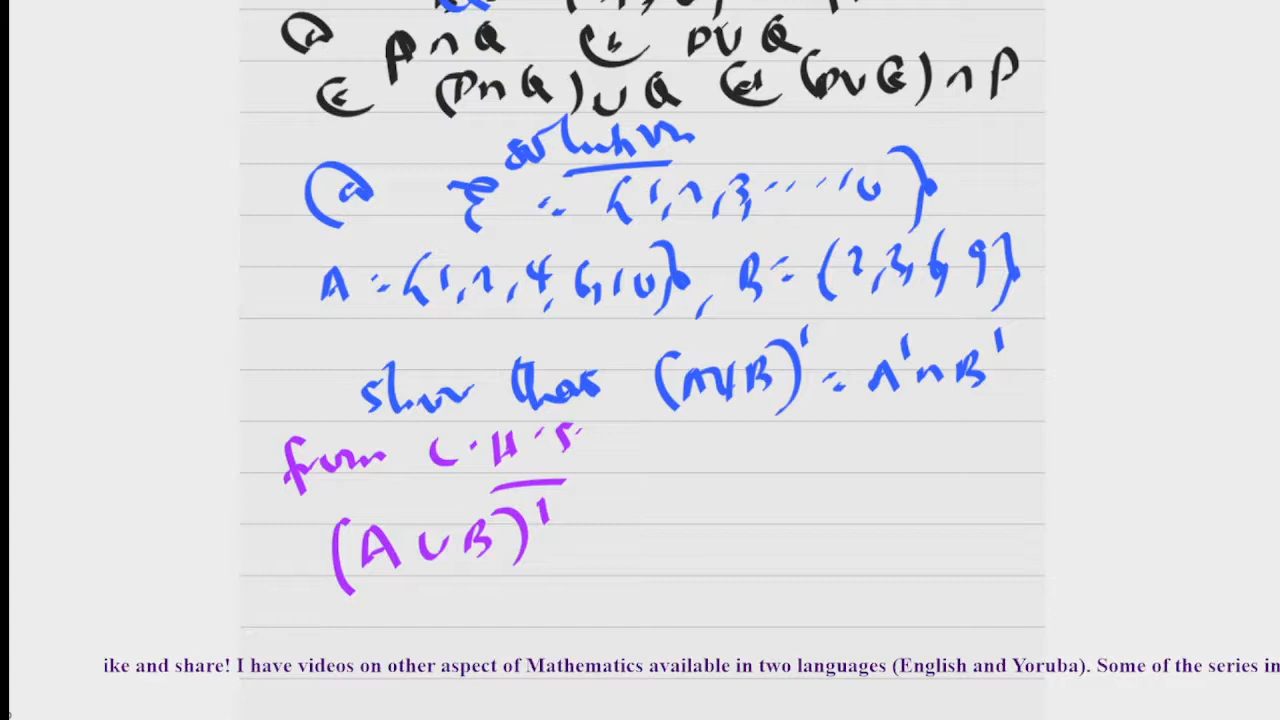 (a) P∩Q (b) P∪Q
(c) (P∩Q)∪Q (d) (P∪Q)∩P
solution
(a) ξ = {1,2,3,....10}
A = {1,2,4,6,10}, B = {2,3,6,9}
show that (A∪B)' = A'∩B'
from L.H.S.
(A∪B)'
ike and share! I have videos on other aspect of Mathematics available in two languages (English and Yoruba). Some of the series in